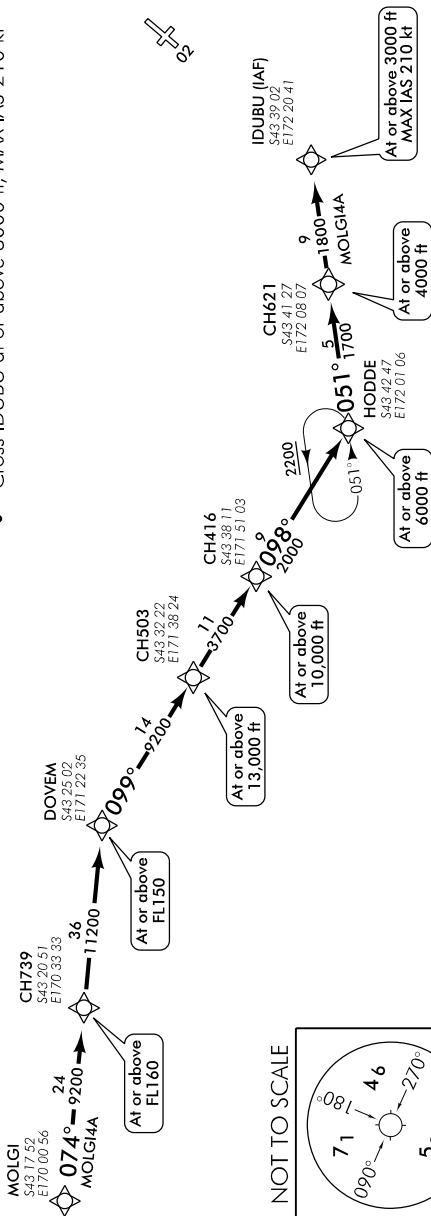 Cross IDUBU at or above 3000 ft, MAX IAS 210 kt
MOLGI
S43 17 52
E170 00 56
074°
24
9200
MOLGI4A
CH739
S43 20 51
E170 33 33
At or above
FL160
36
11200
DOVEM
S43 25 02
E171 22 35
At or above
FL150
099°
14
9200
CH503
S43 32 22
E171 38 24
At or above
13,000 ft
11
3700
CH416
S43 38 11
E171 51 03
At or above
10,000 ft
9
098°
2000
2200
051°
HODDE
S43 42 47
E172 01 06
At or above
6000 ft
051°
5
1700
CH621
S43 41 27
E172 08 07
At or above
4000 ft
9
1800
MOLGI4A
IDUBU (IAF)
S43 39 02
E172 20 41
At or above 3000 ft
MAX IAS 210 kt
02
NOT TO SCALE
180°
71
46
090°
270°